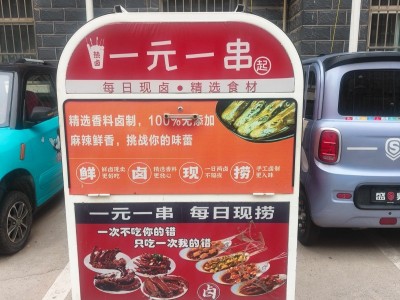 热卤
一元一串起
每日现卤·精选食材
精选香料卤制，100%无添加
麻辣鲜香，挑战你的味蕾
鲜 卤 现 捞
一元一串 每日现捞
一次不吃你的错
只吃一次我的错
卤